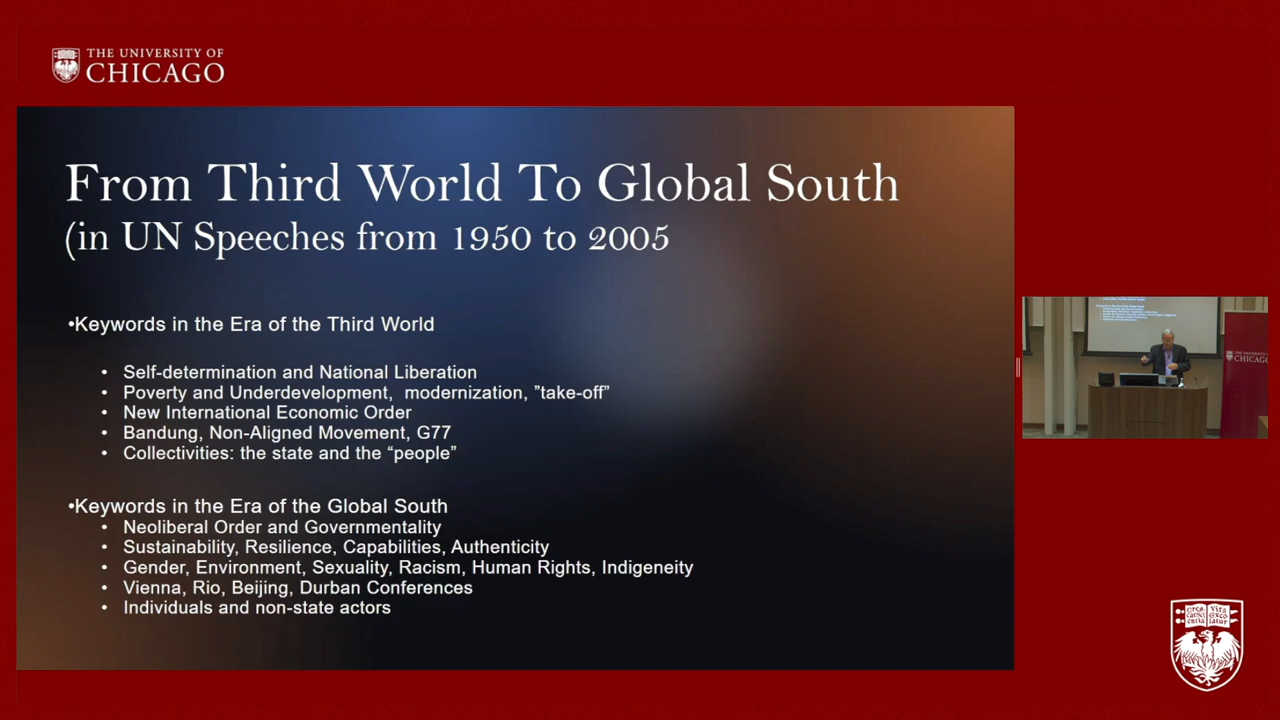 THE UNIVERSITY OF
CHICAGO
From Third World To Global South
(in UN Speeches from 1950 to 2005
•Keywords in the Era of the Third World
• Self-determination and National Liberation
• Poverty and Underdevelopment, modernization, ”take-off”
• New International Economic Order
• Bandung, Non-Aligned Movement, G77
• Collectivities: the state and the “people”
•Keywords in the Era of the Global South
• Neoliberal Order and Governmentality
• Sustainability, Resilience, Capabilities, Authenticity
• Gender, Environment, Sexuality, Racism, Human Rights, Indigeneity
• Vienna, Rio, Beijing, Durban Conferences
• Individuals and non-state actors
CHICAGO